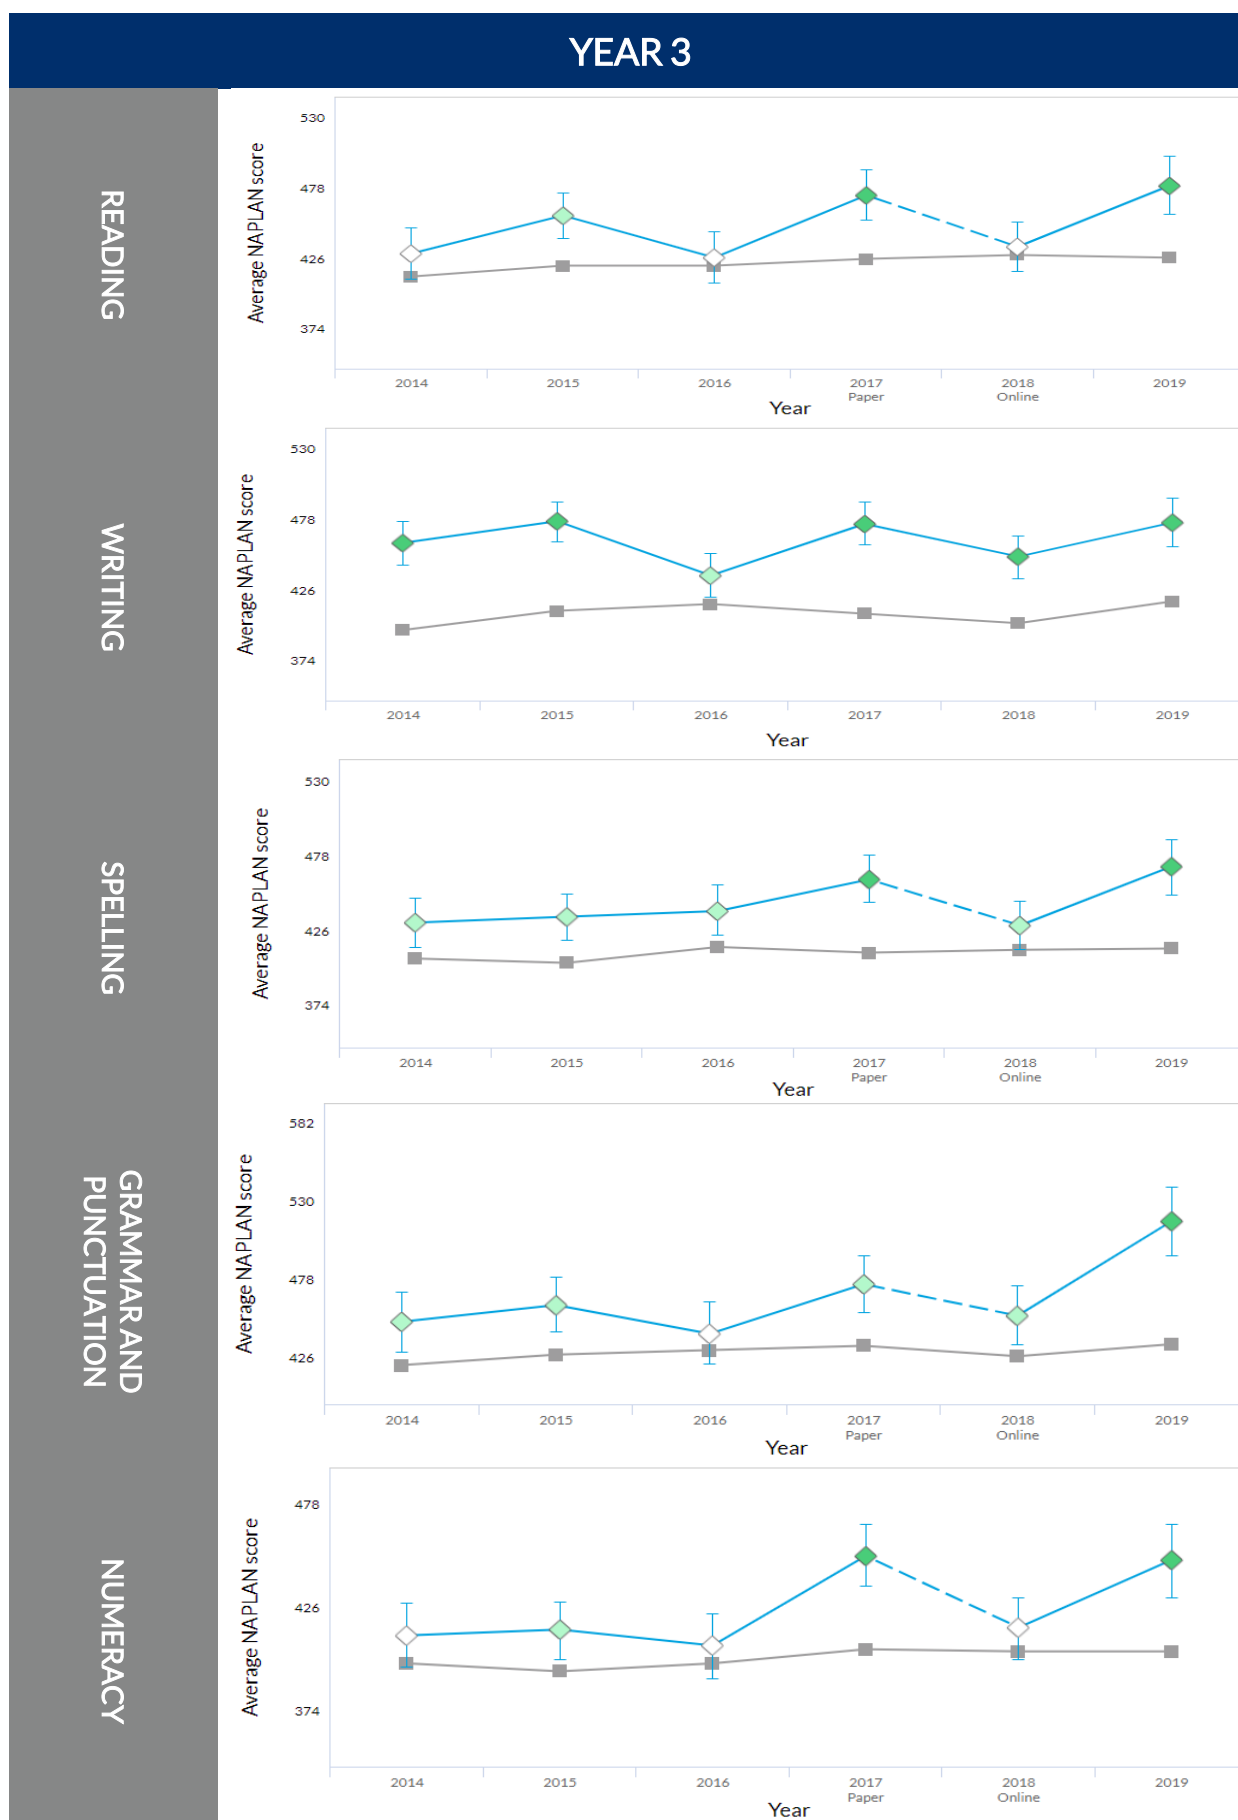 YEAR 3
READING
Average NAPLAN score
530
478
426
374
2014 2015 2016 2017 2018 2019
Paper Online
Year
WRITING
Average NAPLAN score
530
478
426
374
2014 2015 2016 2017 2018 2019
Year
SPELLING
Average NAPLAN score
530
478
426
374
2014 2015 2016 2017 2018 2019
Paper Online
Year
GRAMMAR AND
PUNCTUATION
Average NAPLAN score
582
530
478
426
2014 2015 2016 2017 2018 2019
Paper Online
Year
NUMERACY
Average NAPLAN score
478
426
374
2014 2015 2016 2017 2018 2019
Paper Online
Year